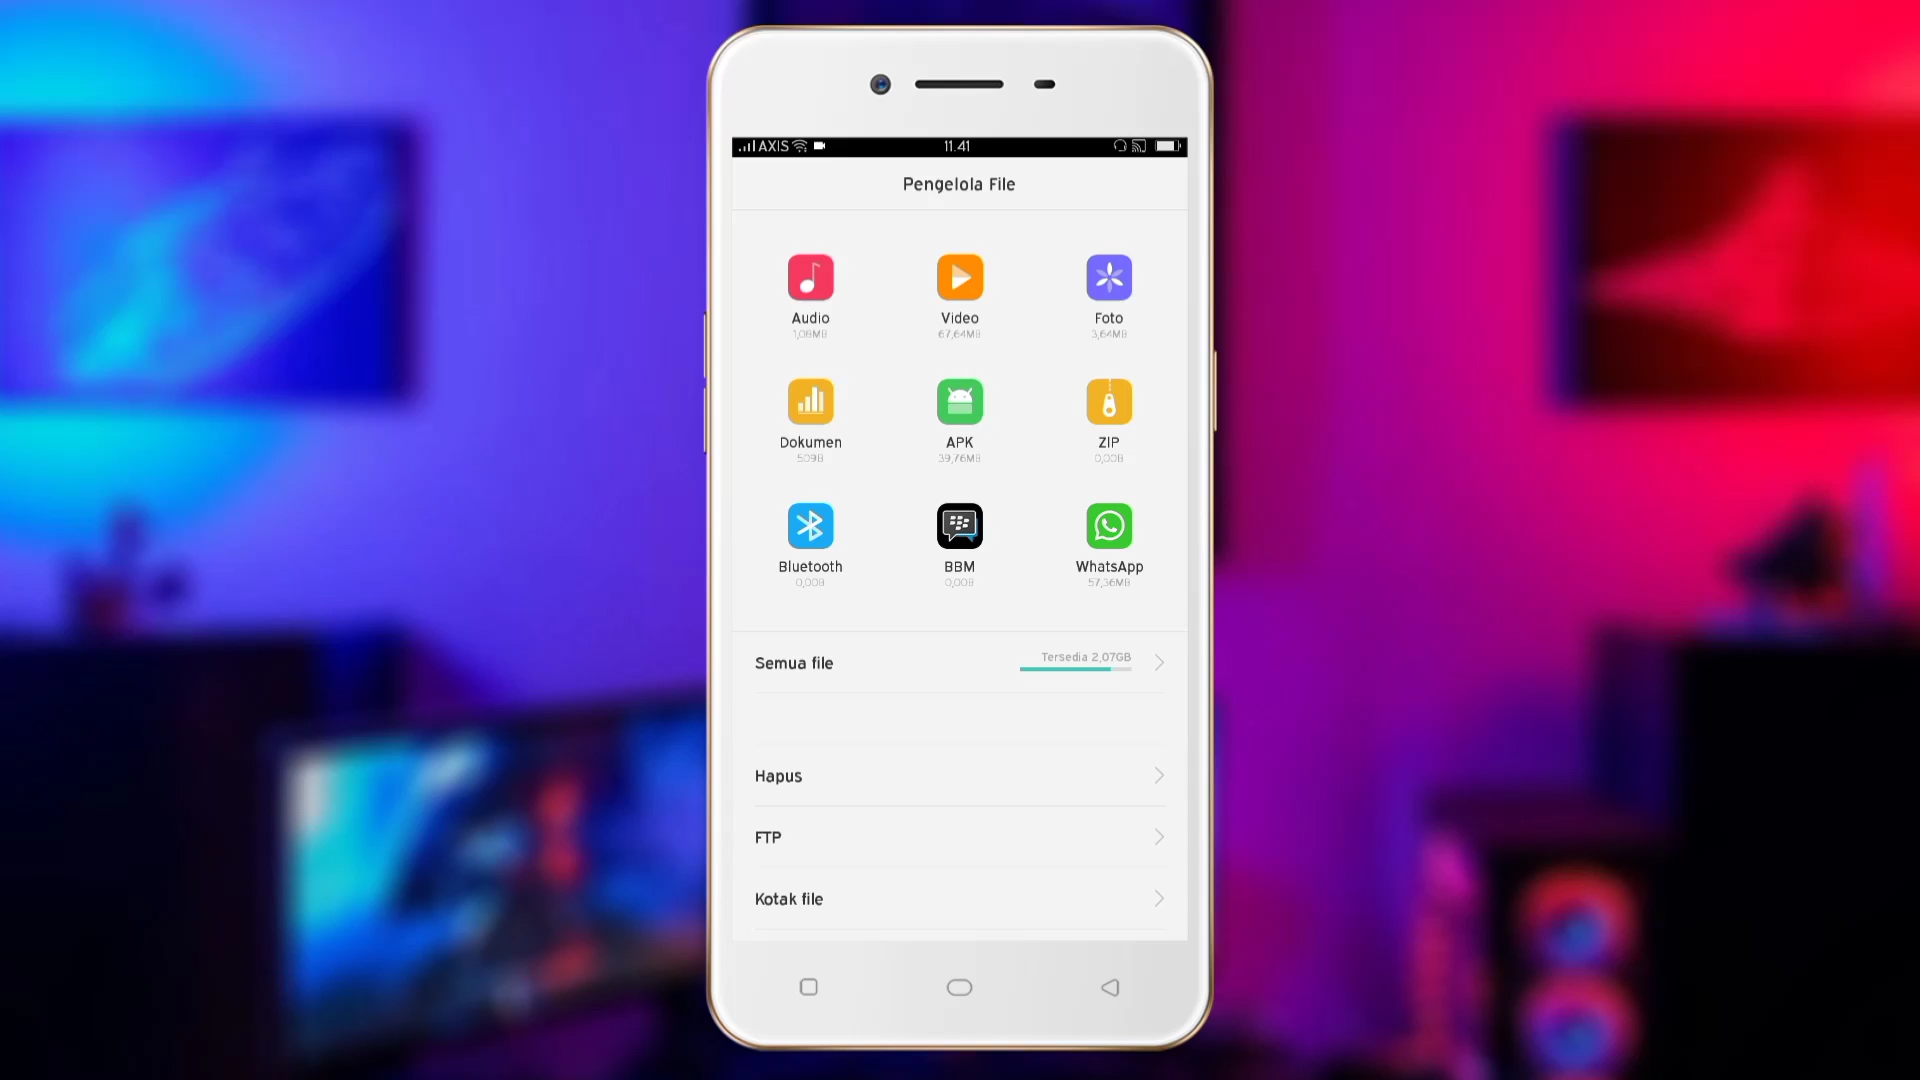 AXIS 11.41
Pengelola File
Audio Video Foto
1,08MB 67,64MB 3,64MB
Dokumen APK ZIP
509B 39,76MB 0,00B
Bluetooth BBM WhatsApp
0,00B 0,00B 57,36MB
Semua file Tersedia 2,07GB
Hapus
FTP
Kotak file